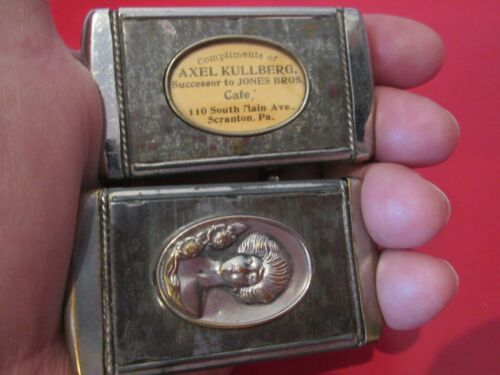 Compliments of
AXEL KULLBERG,
Successor to JONES BROS.
Cafe,
110 South Main Ave.,
Scranton, Pa.